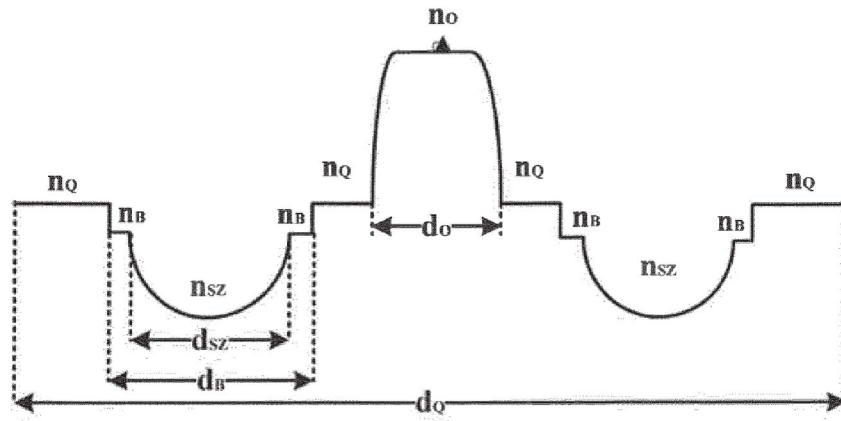 nO
nQ nQ nQ nQ
nB nB nB nB
dO
nSZ nSZ
dSZ
dB
dQ